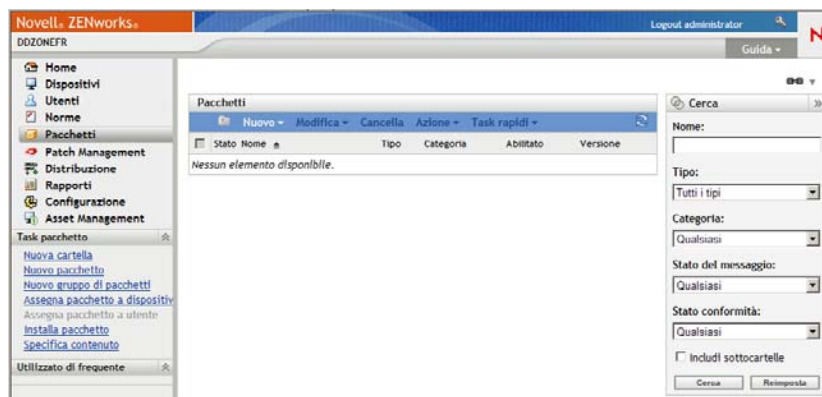 Novell® ZENworks®
Logout administrator
N
DDZONEFR
Guida
Home
Dispositivi
Utenti
Norme
Pacchetti
Patch Management
Distribuzione
Rapporti
Configurazione
Asset Management
Task pacchetto
Nuova cartella
Nuovo pacchetto
Nuovo gruppo di pacchetti
Assegna pacchetto a dispositiv
Assegna pacchetto a utente
Installa pacchetto
Specifica contenuto
Utilizzato di frequente
Pacchetti
Nuovo Modifica Cancella Azione Task rapidi
Stato Nome Tipo Categoria Abilitato Versione
Nessun elemento disponibile.
Cerca
Nome:
Tipo:
Tutti i tipi
Categoria:
Qualsiasi
Stato del messaggio:
Qualsiasi
Stato conformità:
Qualsiasi
Includi sottocartelle
Cerca Reimposta